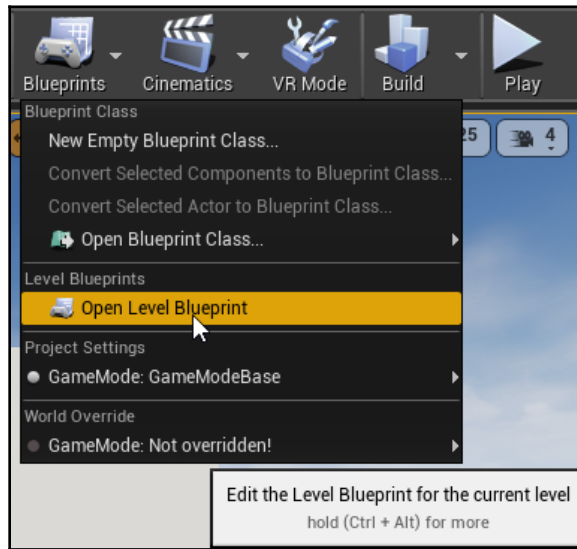 Blueprints Cinematics VR Mode Build Play
Blueprint Class
New Empty Blueprint Class...
25 4
Convert Selected Components to Blueprint Class...
Convert Selected Actor to Blueprint Class...
Open Blueprint Class...
Level Blueprints
Open Level Blueprint
Project Settings
GameMode: GameModeBase
World Override
GameMode: Not overridden!
Edit the Level Blueprint for the current level
hold (Ctrl + Alt) for more